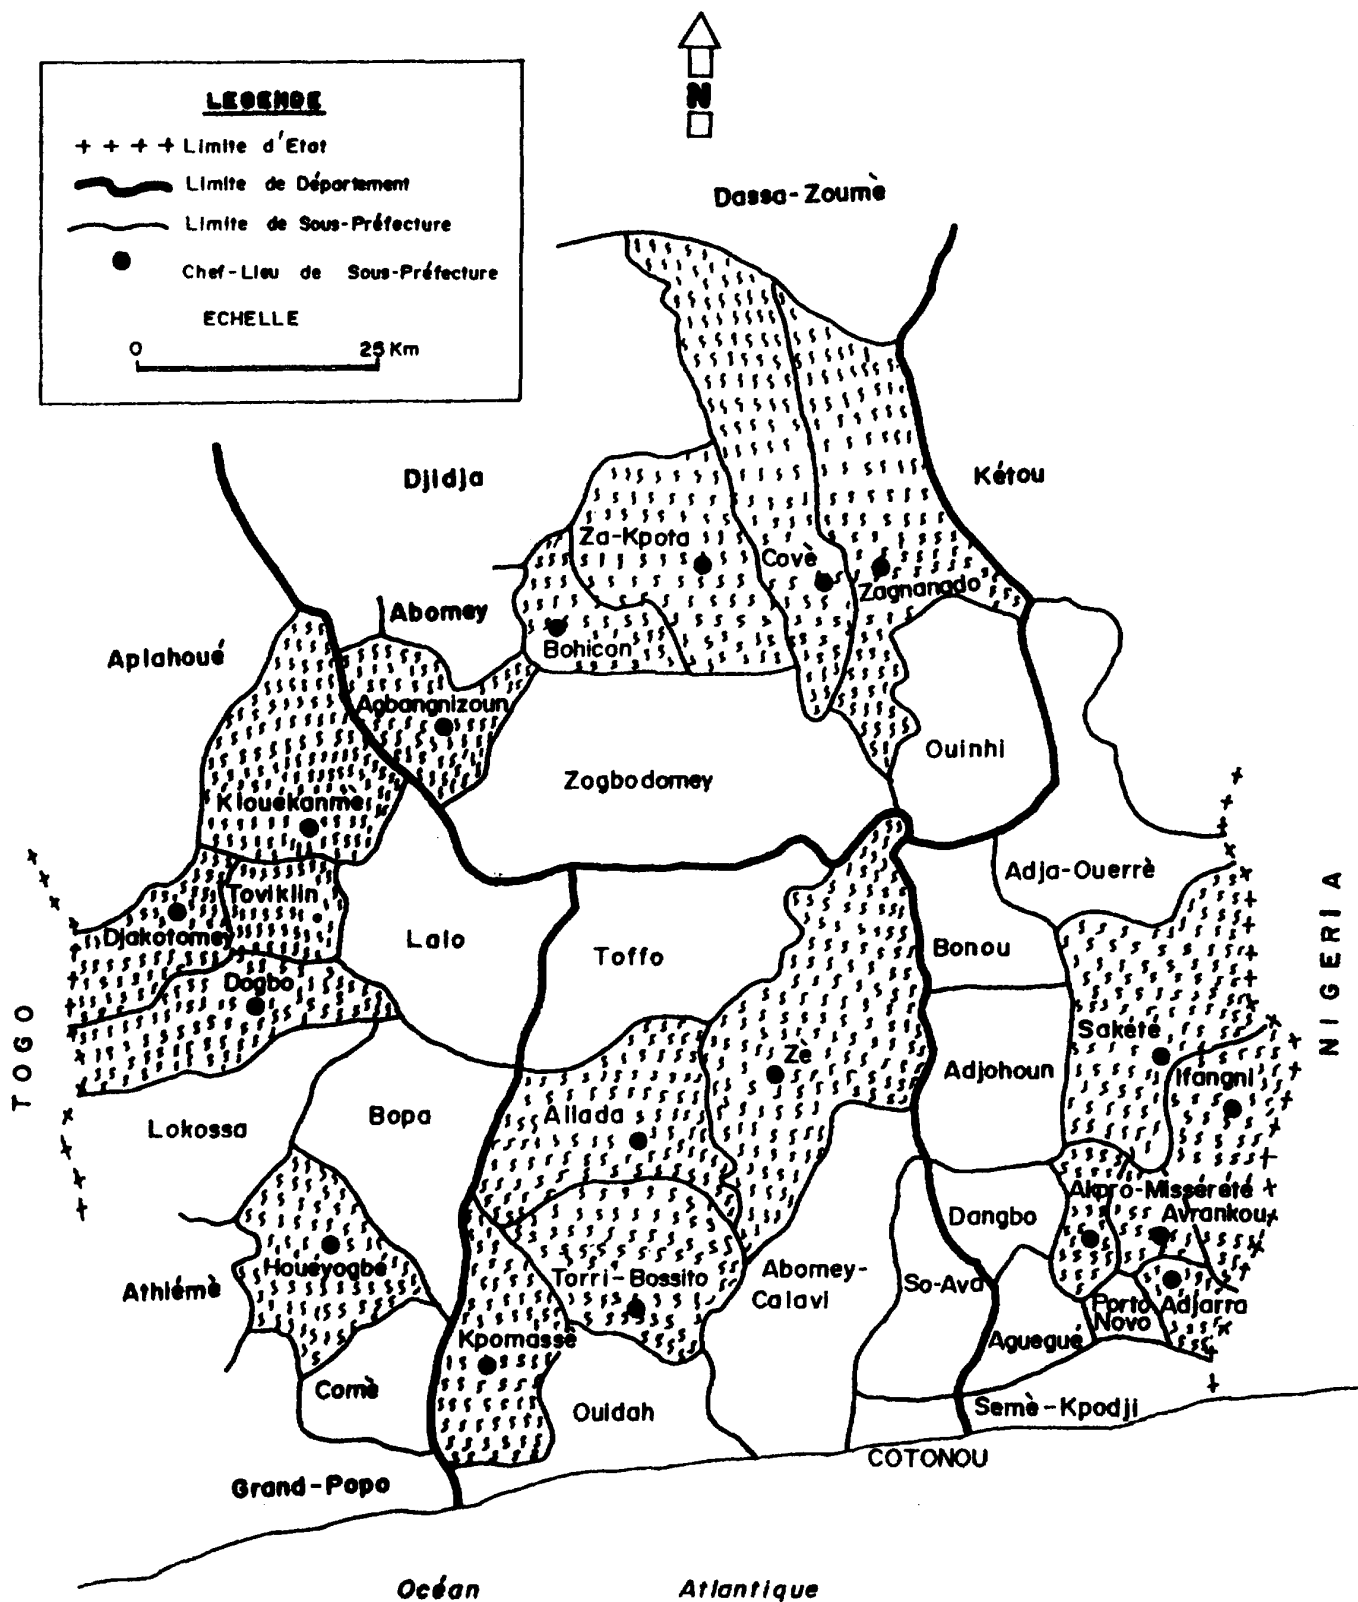 N
LEGENDE
Limite d'Etat
Limite de Département
Limite de Sous-Préfecture
Chef-Lieu de Sous-Préfecture
ECHELLE
0 25 Km
Dassa-Zoumè
Djidja
Kétou
Za-Kpota
Covè
Zagnanado
Abomey
Bohicon
Aplahoué
Agbangnizoun
Ouinhi
Zogbodomey
Klouékanmè
Adja-Ouerrè
Toviklin
Djakotomey
Lalo
Toffo
Bonou
Dogbo
TOGO
NIGERIA
Sakété
Zè
Adjohoun
Ifangni
Lokossa
Bopa
Allada
Akpro-Missérété
Dangbo
Avrankou
Houéyogbé
Athiémè
Torri-Bossito
Abomey-
Calavi
So-Ava
Porto
Novo
Adjarra
Kpomassè
Aguegue
Comè
Ouidah
Semè-Kpodji
COTONOU
Grand-Popo
Océan Atlantique